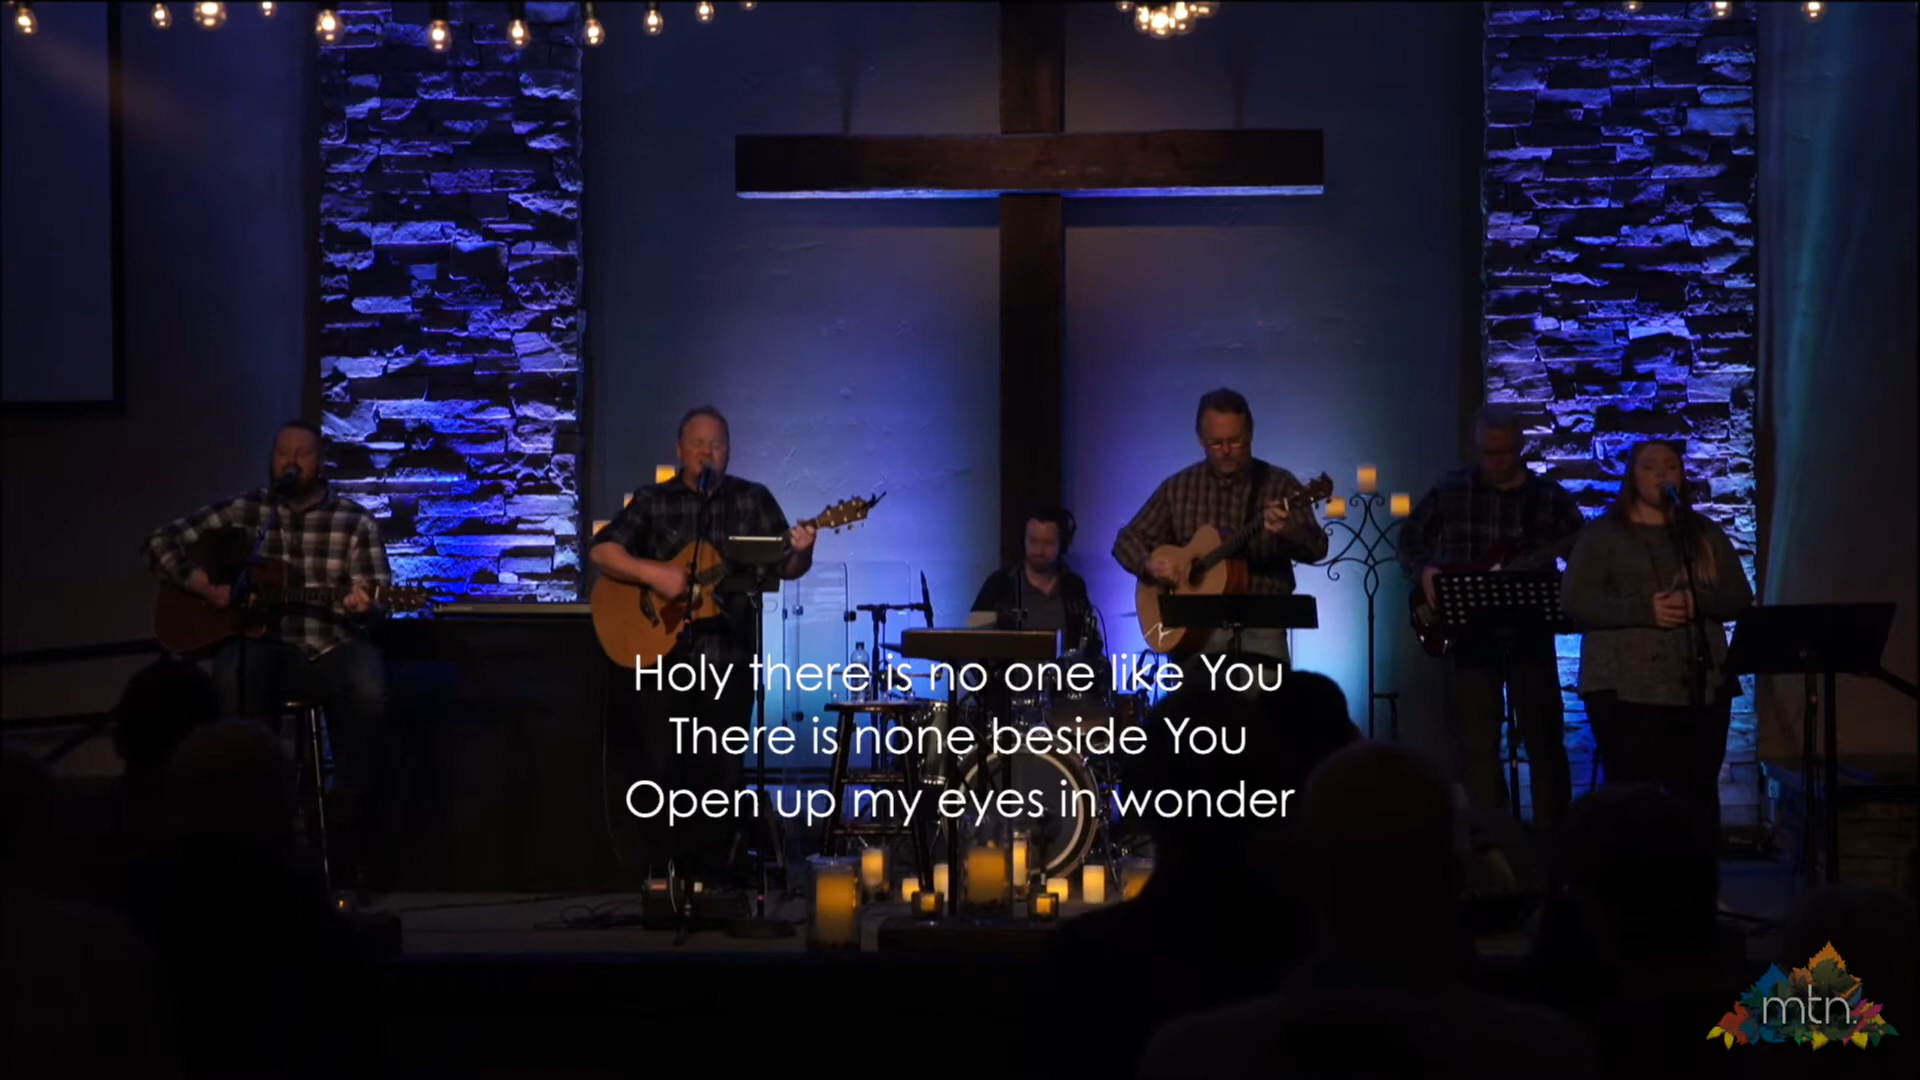 Holy there is no one like You
There is none beside You
Open up my eyes in wonder
mtn.